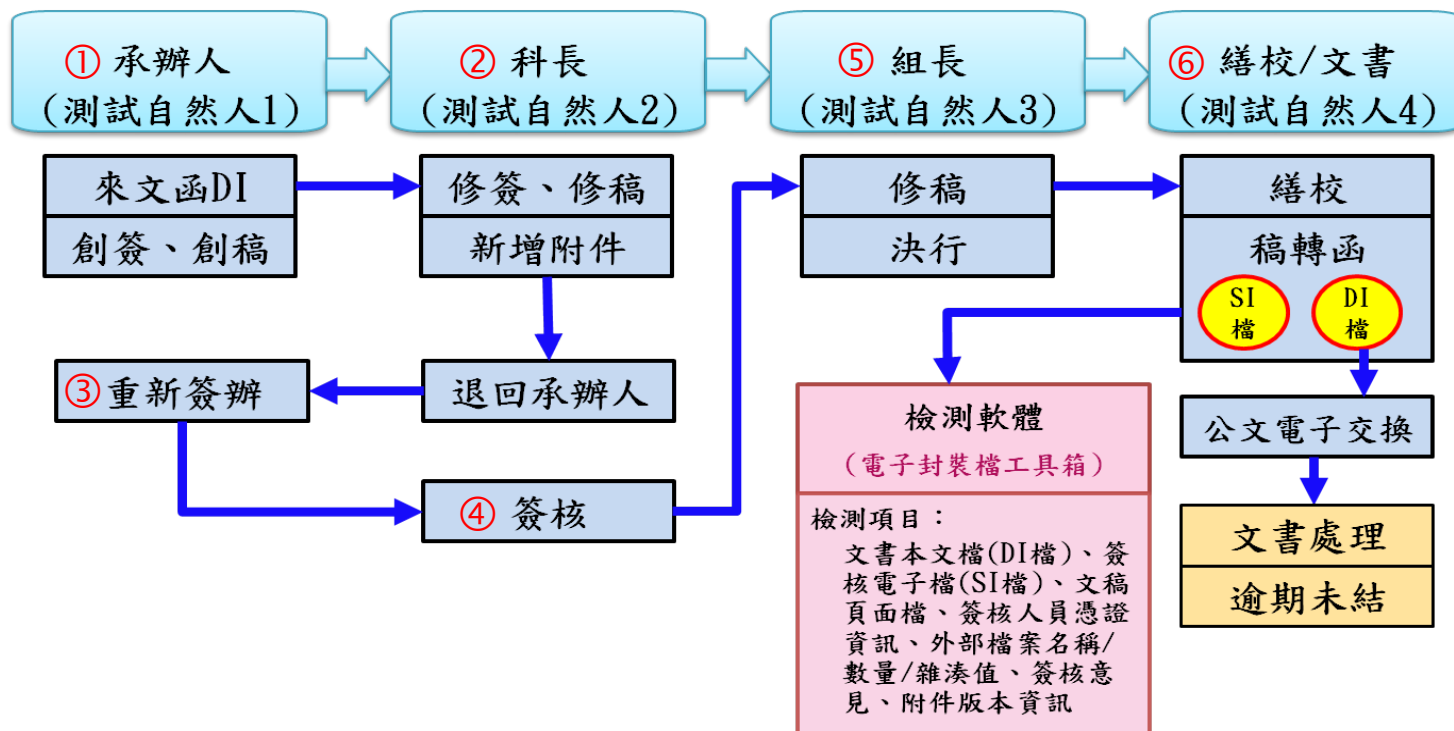 ① 承辦人
(測試自然人1)
② 科長
(測試自然人2)
⑤ 組長
(測試自然人3)
⑥ 繕校/文書
(測試自然人4)
來文函DI
創簽、創稿
修簽、修稿
新增附件
修稿
決行
繕校
稿轉函
SI
檔
DI
檔
③重新簽辦
退回承辦人
④ 簽核
檢測軟體
(電子封裝檔工具箱)
檢測項目：
文書本文檔(DI檔)、簽
核電子檔(SI檔)、文稿
頁面檔、簽核人員憑證
資訊、外部檔案名稱/
數量/雜湊值、簽核意
見、附件版本資訊
公文電子交換
文書處理
逾期未結